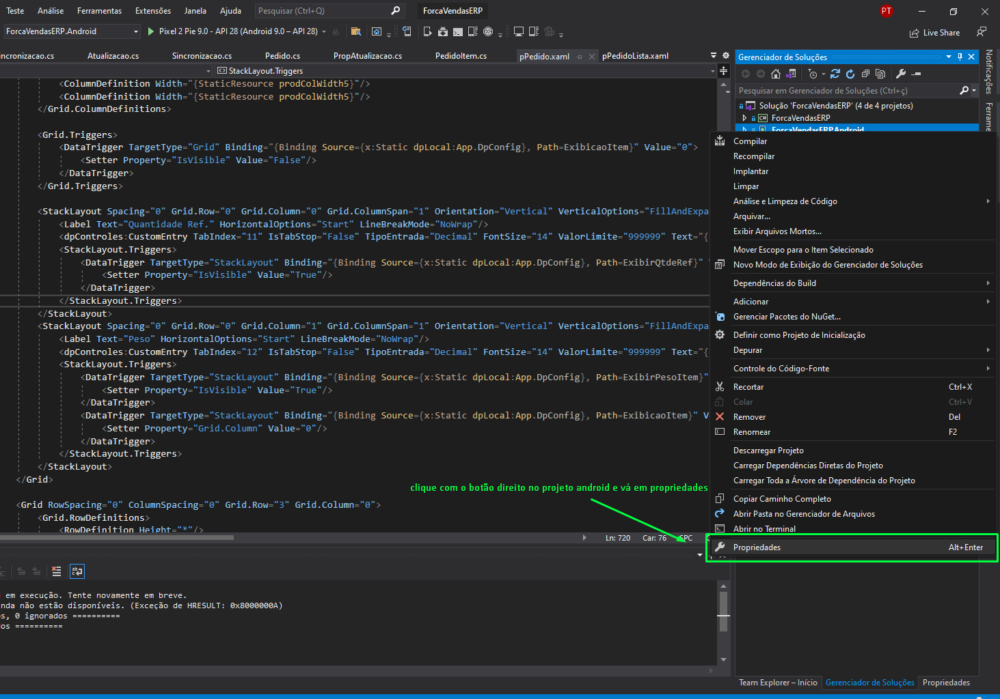 Teste Análise Ferramentas Extensões Janela Ajuda Pesquisar (Ctrl+Q) ForcaVendasERP PT
ForcaVendasERP.Android Pixel 2 Pie 9.0 - API 28 (Android 9.0 – API 28) Live Share
incronizacao.cs Atualizacao.cs Sincronizacao.cs Pedido.cs PropAtualizacao.cs PedidoItem.cs pPedido.xaml pPedidoLista.xaml
StackLayout.Triggers
<ColumnDefinition Width="{StaticResource prodColWidth5}"/>
<ColumnDefinition Width="{StaticResource prodColWidth5}"/>
</Grid.ColumnDefinitions>
<Grid.Triggers>
<DataTrigger TargetType="Grid" Binding="{Binding Source={x:Static dpLocal:App.DpConfig}, Path=ExibicaoItem}" Value="0">
<Setter Property="IsVisible" Value="False"/>
</DataTrigger>
</Grid.Triggers>
<StackLayout Spacing="0" Grid.Row="0" Grid.Column="0" Grid.ColumnSpan="1" Orientation="Vertical" VerticalOptions="FillAndExpa
<Label Text="Quantidade Ref." HorizontalOptions="Start" LineBreakMode="NoWrap"/>
<dpControles:CustomEntry TabIndex="11" IsTabStop="False" TipoEntrada="Decimal" FontSize="14" ValorLimite="999999" Text="{
<StackLayout.Triggers>
<DataTrigger TargetType="StackLayout" Binding="{Binding Source={x:Static dpLocal:App.DpConfig}, Path=ExibirQtdeRef}"
<Setter Property="IsVisible" Value="True"/>
</DataTrigger>
</StackLayout.Triggers>
</StackLayout>
<StackLayout Spacing="0" Grid.Row="0" Grid.Column="1" Grid.ColumnSpan="1" Orientation="Vertical" VerticalOptions="FillAndExpa
<Label Text="Peso" HorizontalOptions="Start" LineBreakMode="NoWrap"/>
<dpControles:CustomEntry TabIndex="12" IsTabStop="False" TipoEntrada="Decimal" FontSize="14" ValorLimite="999999" Text="{
<StackLayout.Triggers>
<DataTrigger TargetType="StackLayout" Binding="{Binding Source={x:Static dpLocal:App.DpConfig}, Path=ExibirPesoItem}"
<Setter Property="IsVisible" Value="True"/>
</DataTrigger>
<DataTrigger TargetType="StackLayout" Binding="{Binding Source={x:Static dpLocal:App.DpConfig}, Path=ExibicaoItem}" V
<Setter Property="Grid.Column" Value="0"/>
</DataTrigger>
</StackLayout.Triggers>
</StackLayout>
</Grid>
clique com o botão direito no projeto android e vá em propriedades
<Grid RowSpacing="0" ColumnSpacing="0" Grid.Row="3" Grid.Column="0">
<Grid.RowDefinitions>
<RowDefinition Height="*"/>
Ln: 720 Car: 76 SPC
em execução. Tente novamente em breve.
nda não estão disponíveis. (Exceção de HRESULT: 0x8000000A)
os, 0 ignorados ==========
dos ==========
Gerenciador de Soluções
Pesquisar em Gerenciador de Soluções (Ctrl+ç)
Solução 'ForcaVendasERP' (4 de 4 projetos)
ForcaVendasERP
ForcaVendasERP.Android
Notificações
Ferrame
Compilar
Recompilar
Implantar
Limpar
Análise e Limpeza de Código
Arquivar...
Exibir Arquivos Mortos...
Mover Escopo para o Item Selecionado
Novo Modo de Exibição do Gerenciador de Soluções
Dependências do Build
Adicionar
Gerenciar Pacotes do NuGet...
Definir como Projeto de Inicialização
Depurar
Controle do Código-Fonte
Recortar Ctrl+X
Colar Ctrl+V
Remover Del
Renomear F2
Descarregar Projeto
Carregar Dependências Diretas do Projeto
Carregar Toda a Árvore de Dependência do Projeto
Copiar Caminho Completo
Abrir Pasta no Gerenciador de Arquivos
Abrir no Terminal
Propriedades Alt+Enter
Team Explorer – Início Gerenciador de Soluções Propriedades